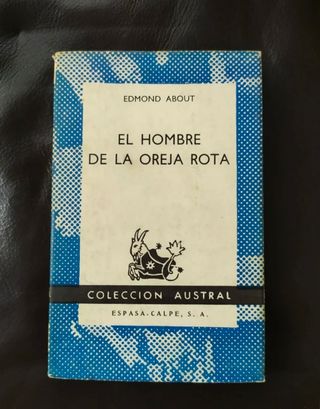 EDMOND ABOUT
EL HOMBRE
DE LA OREJA ROTA
COLECCION AUSTRAL
ESPASA-CALPE, S. A.